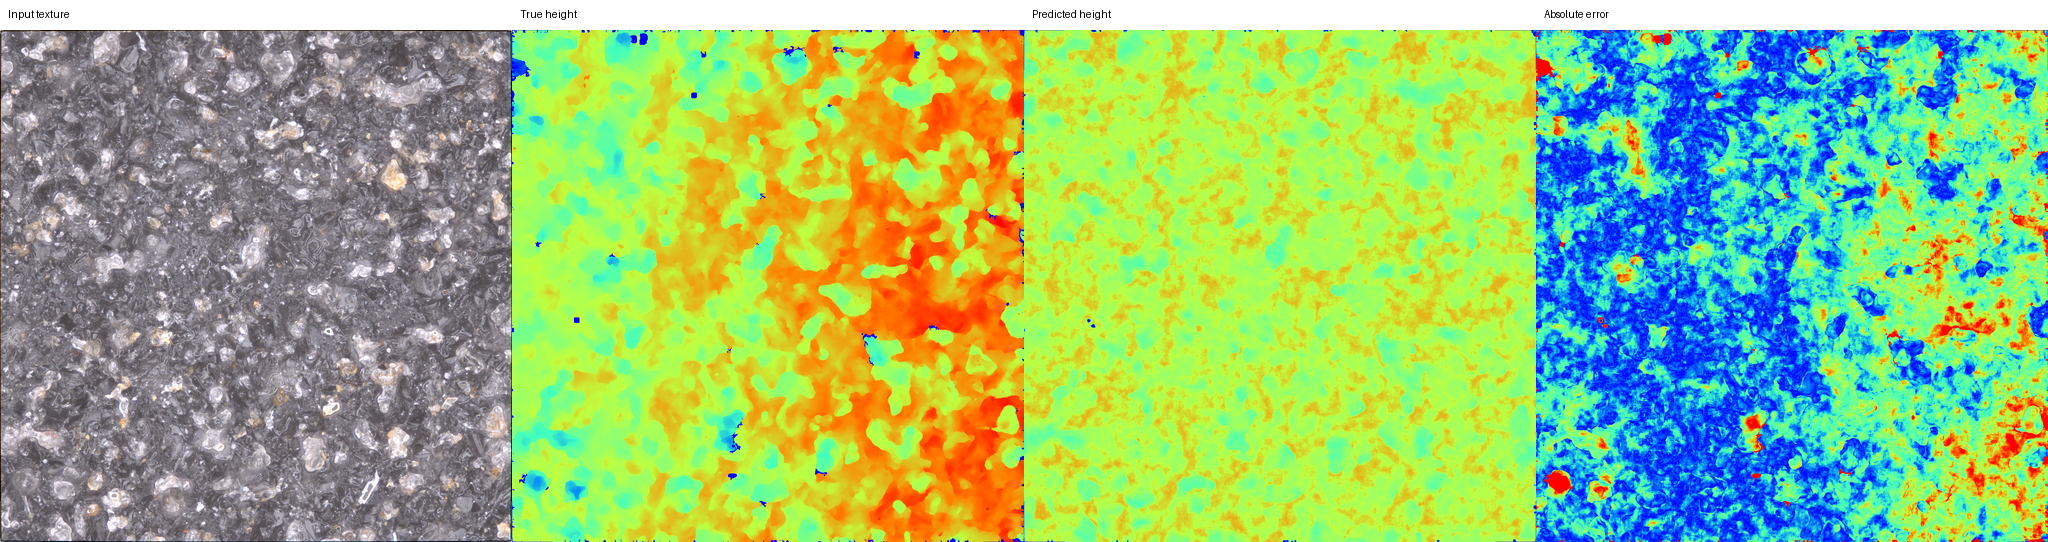 Input texture
True height
Predicted height
Absolute error